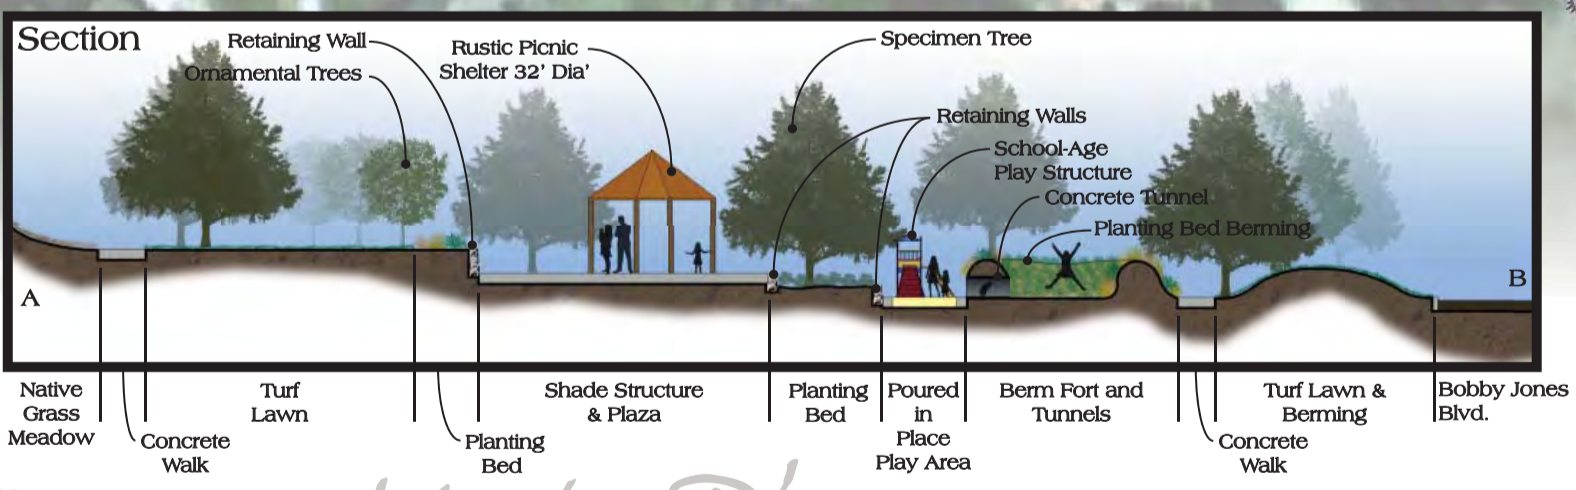 Section
Retaining Wall
Ornamental Trees
Rustic Picnic
Shelter 32' Dia'
Specimen Tree
Retaining Walls
School-Age
Play Structure
Concrete Tunnel
Planting Bed Berming
A
B
Native
Grass
Meadow
Concrete
Walk
Turf
Lawn
Planting
Bed
Shade Structure
& Plaza
Planting
Bed
Poured
in
Place
Play Area
Berm Fort and
Tunnels
Concrete
Walk
Turf Lawn &
Berming
Bobby Jones
Blvd.